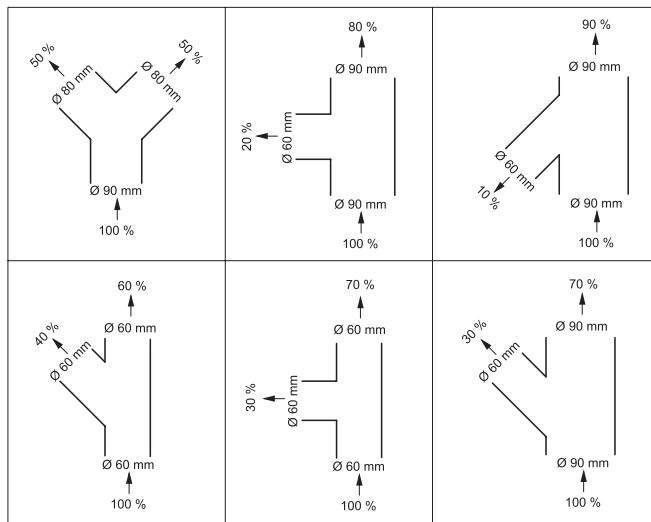 50 %
50 %
Ø 80 mm
Ø 80 mm
Ø 90 mm
100 %
80 %
Ø 90 mm
20 %
Ø 60 mm
Ø 90 mm
100 %
90 %
Ø 90 mm
Ø 60 mm
10 %
Ø 90 mm
100 %
60 %
40 %
Ø 60 mm
Ø 60 mm
Ø 60 mm
100 %
70 %
Ø 60 mm
30 %
Ø 60 mm
Ø 60 mm
100 %
70 %
30 %
Ø 90 mm
Ø 60 mm
Ø 90 mm
100 %